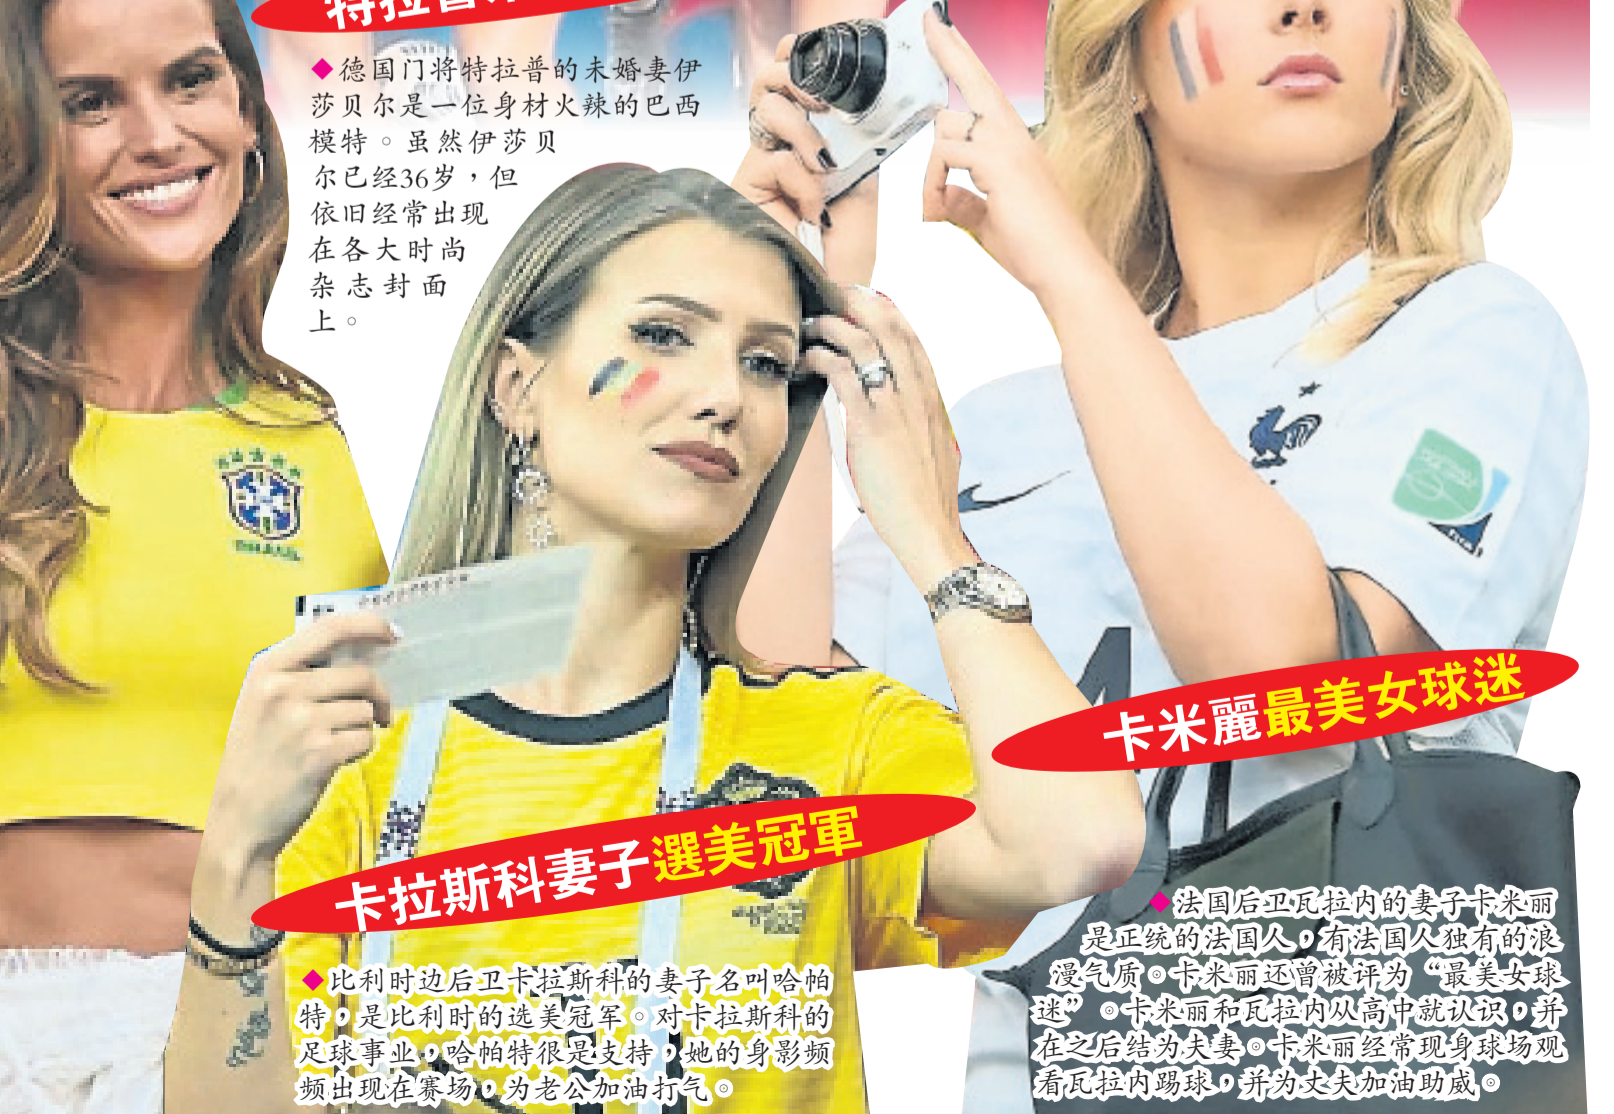 ◆德国门将特拉普的未婚妻伊
莎贝尔是一位身材火辣的巴西
模特。虽然伊莎贝
尔已经36岁，但
依旧经常出现
在各大时尚
杂志封面
上。
卡米麗最美女球迷
卡拉斯科妻子選美冠軍
◆比利时边后卫卡拉斯科的妻子名叫哈帕
特，是比利时的选美冠军。对卡拉斯科的
足球事业，哈帕特很是支持，她的身影频
频出现在赛场，为老公加油打气。
◆法国后卫瓦拉内的妻子卡米丽
是正统的法国人，有法国人独有的浪
漫气质。卡米丽还曾被评为“最美女球
迷”。卡米丽和瓦拉内从高中就认识，并
在之后结为夫妻。卡米丽经常现身球场观
看瓦拉内踢球，并为丈夫加油助威。